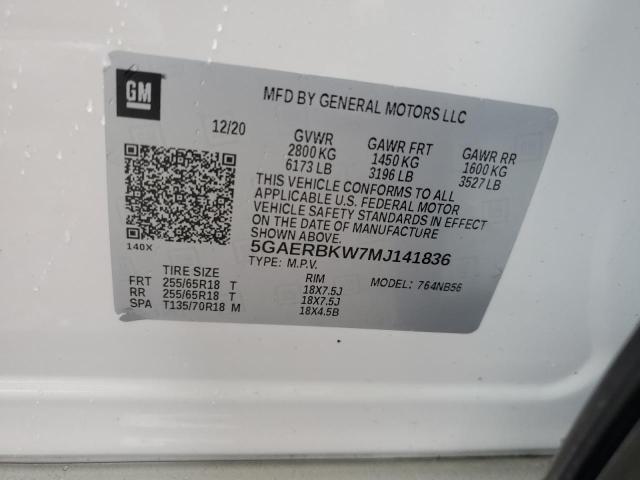 GM
MFD BY GENERAL MOTORS LLC
12/20 GVWR GAWR FRT GAWR RR
2800 KG 1450 KG 1600 KG
6173 LB 3196 LB 3527 LB
THIS VEHICLE CONFORMS TO ALL
APPLICABLE U.S. FEDERAL MOTOR
VEHICLE SAFETY STANDARDS IN EFFECT
ON THE DATE OF MANUFACTURE
140X
5GAERBKW7MJ141836
TYPE: M.P.V. MODEL: 764NB56
TIRE SIZE RIM
FRT 255/65R18 T 18X7.5J
RR 255/65R18 T 18X7.5J
SPA T135/70R18 M 18X4.5B